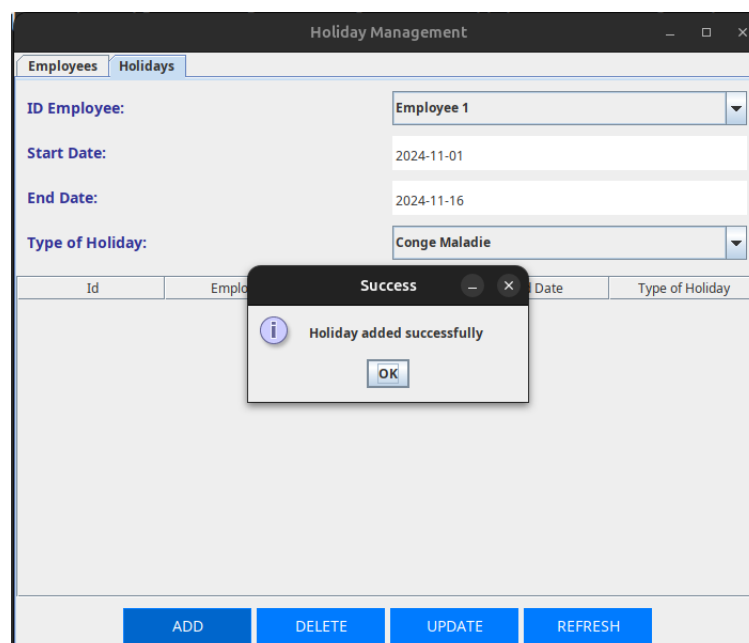 Holiday Management
Employees Holidays
ID Employee: Employee 1
Start Date: 2024-11-01
End Date: 2024-11-16
Type of Holiday: Conge Maladie
Id Date Type of Holiday
Success
Holiday added successfully
OK
ADD DELETE UPDATE REFRESH